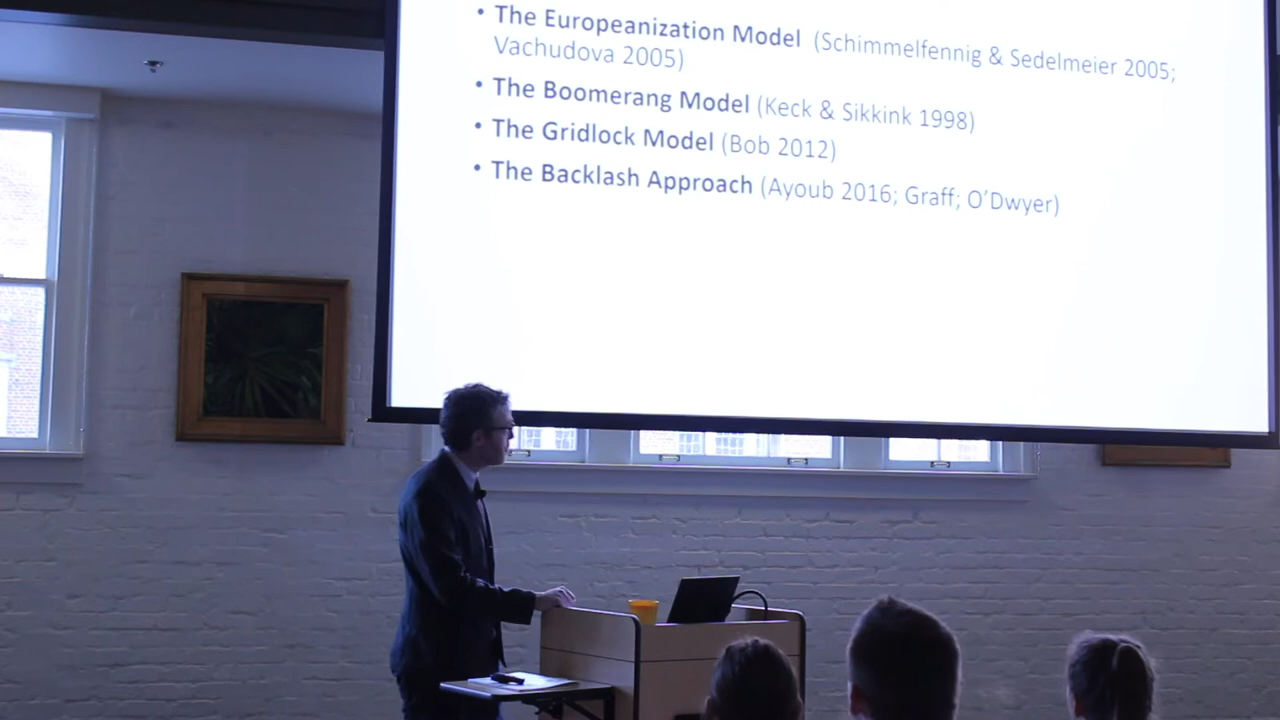 • The Europeanization Model (Schimmelfennig & Sedelmeier 2005;
Vachudova 2005)
• The Boomerang Model (Keck & Sikkink 1998)
• The Gridlock Model (Bob 2012)
• The Backlash Approach (Ayoub 2016; Graff; O’Dwyer)